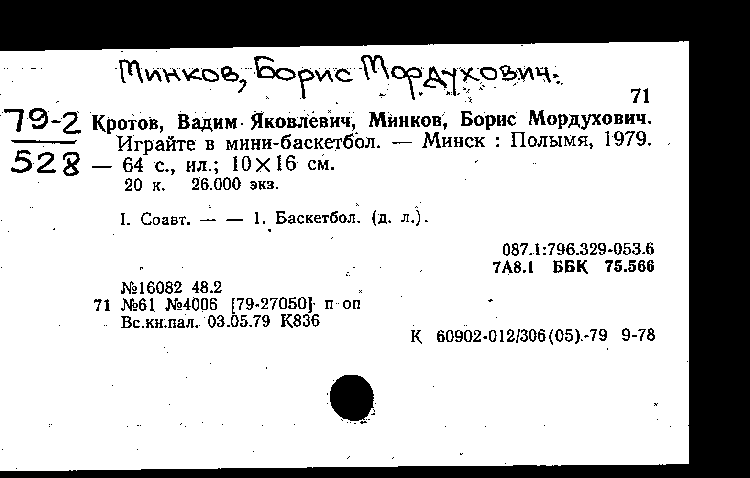 Минков, Борис Мордухович.
71
79-2
528
Кротов, Вадим Яковлевич, Минков, Борис Мордухович.
Играйте в мини-баскетбол. — Минск : Полымя, 1979.
— 64 с., ил.; 10×16 см.
20 к. 26.000 экз.
I. Соавт. — — 1. Баскетбол. (д. л.).
087.1:796.329-053.6
7А8.1 ББК 75.566
№16082 48.2
71 №61 №4006 [79-27050] п оп
Вс.кн.пал. 03.05.79 К836
К 60902-012/306(05)-79 9-78